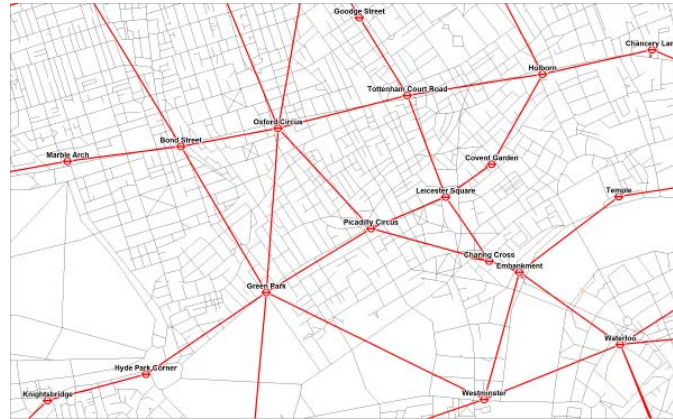 Goodge Street
Chancery Lan
Holborn
Tottenham Court Road
Oxford Circus
Bond Street
Marble Arch
Covent Garden
Leicester Square
Temple
Picadilly Circus
Charing Cross
Embankment
Green Park
Waterloo
Hyde Park Corner
Knightsbridge
Westminster